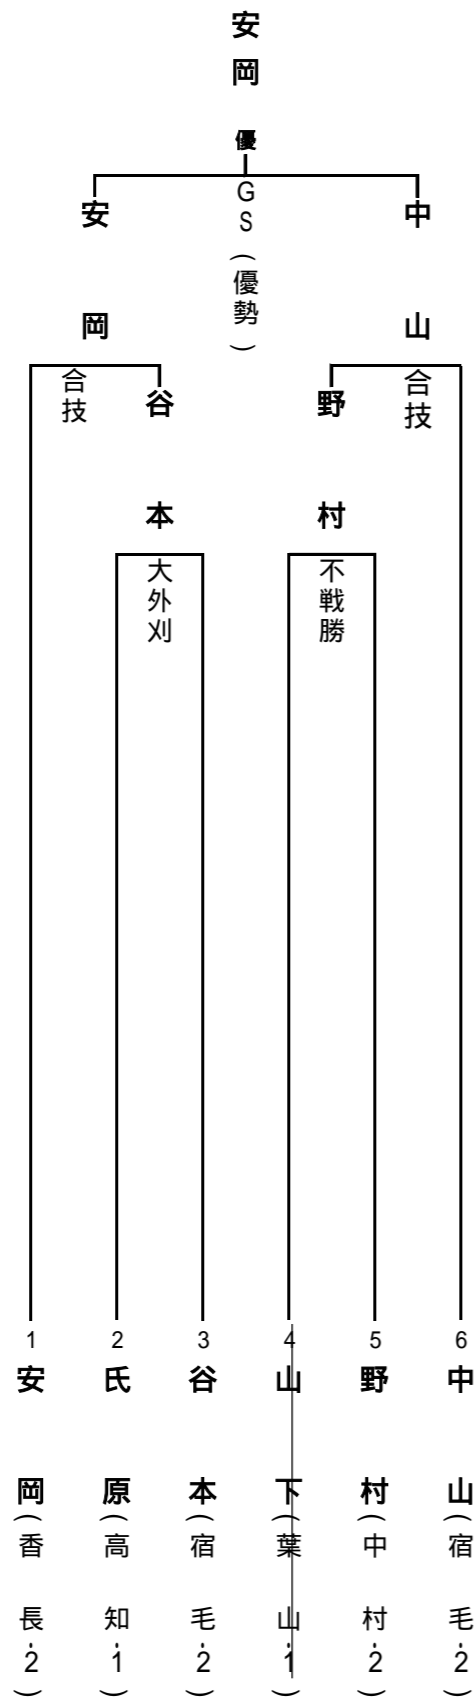 安岡
優
GS(優勢)
安岡
中山
合技
合技
谷本
野村
大外刈
不戦勝
1
安岡(香長・2)
2
氏原(高知・1)
3
谷本(宿毛・2)
4
山下(葉山・1)
5
野村(中村・2)
6
中山(宿毛・2)